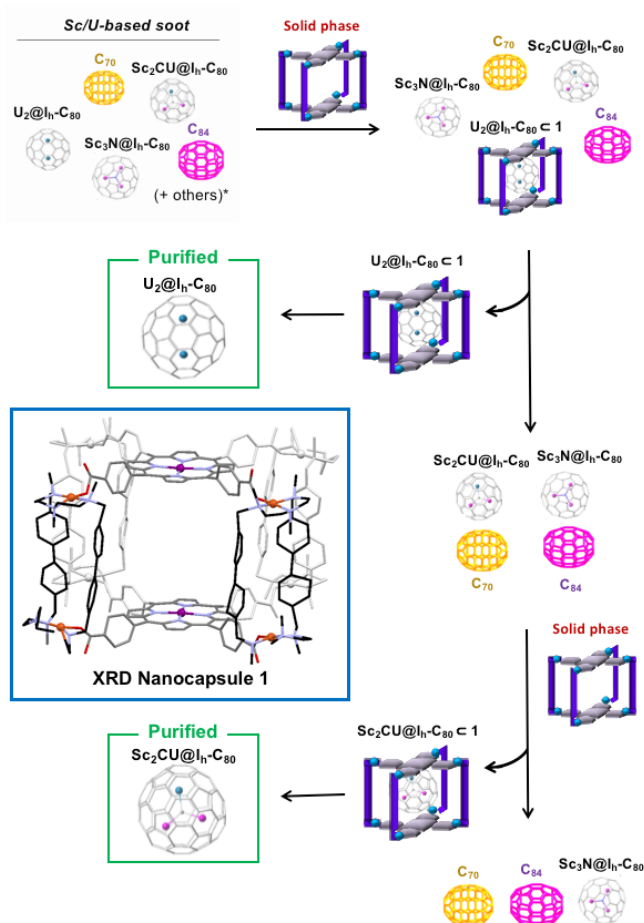 Sc/U-based soot
C70
Sc2CU@Ih-C80
U2@Ih-C80
Sc3N@Ih-C80
C84
(+ others)*
Solid phase
C70
Sc2CU@Ih-C80
Sc3N@Ih-C80
C84
U2@Ih-C80 ⊂ 1
Purified
U2@Ih-C80
U2@Ih-C80 ⊂ 1
XRD Nanocapsule 1
Sc2CU@Ih-C80
Sc3N@Ih-C80
C70
C84
Solid phase
Purified
Sc2CU@Ih-C80
Sc2CU@Ih-C80 ⊂ 1
C70
C84
Sc3N@Ih-C80